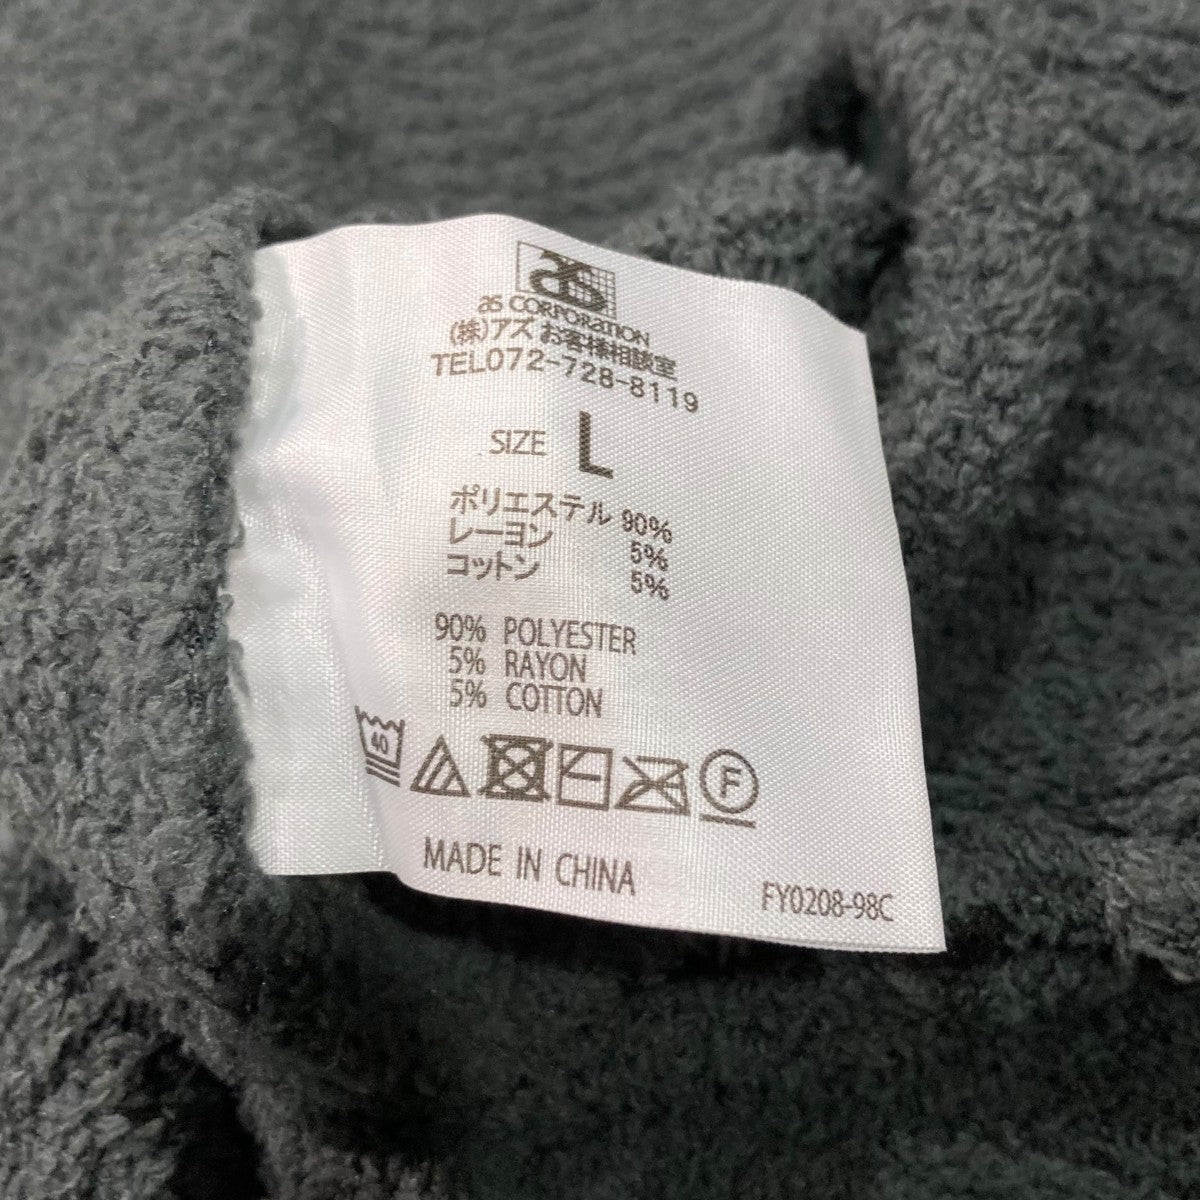 as
as CORPORATION
(株)アズ お客様相談室
TEL072-728-8119
SIZE L
ポリエステル 90%
レーヨン 5%
コットン 5%
90% POLYESTER
5% RAYON
5% COTTON
40
F
MADE IN CHINA
FY0208-98C